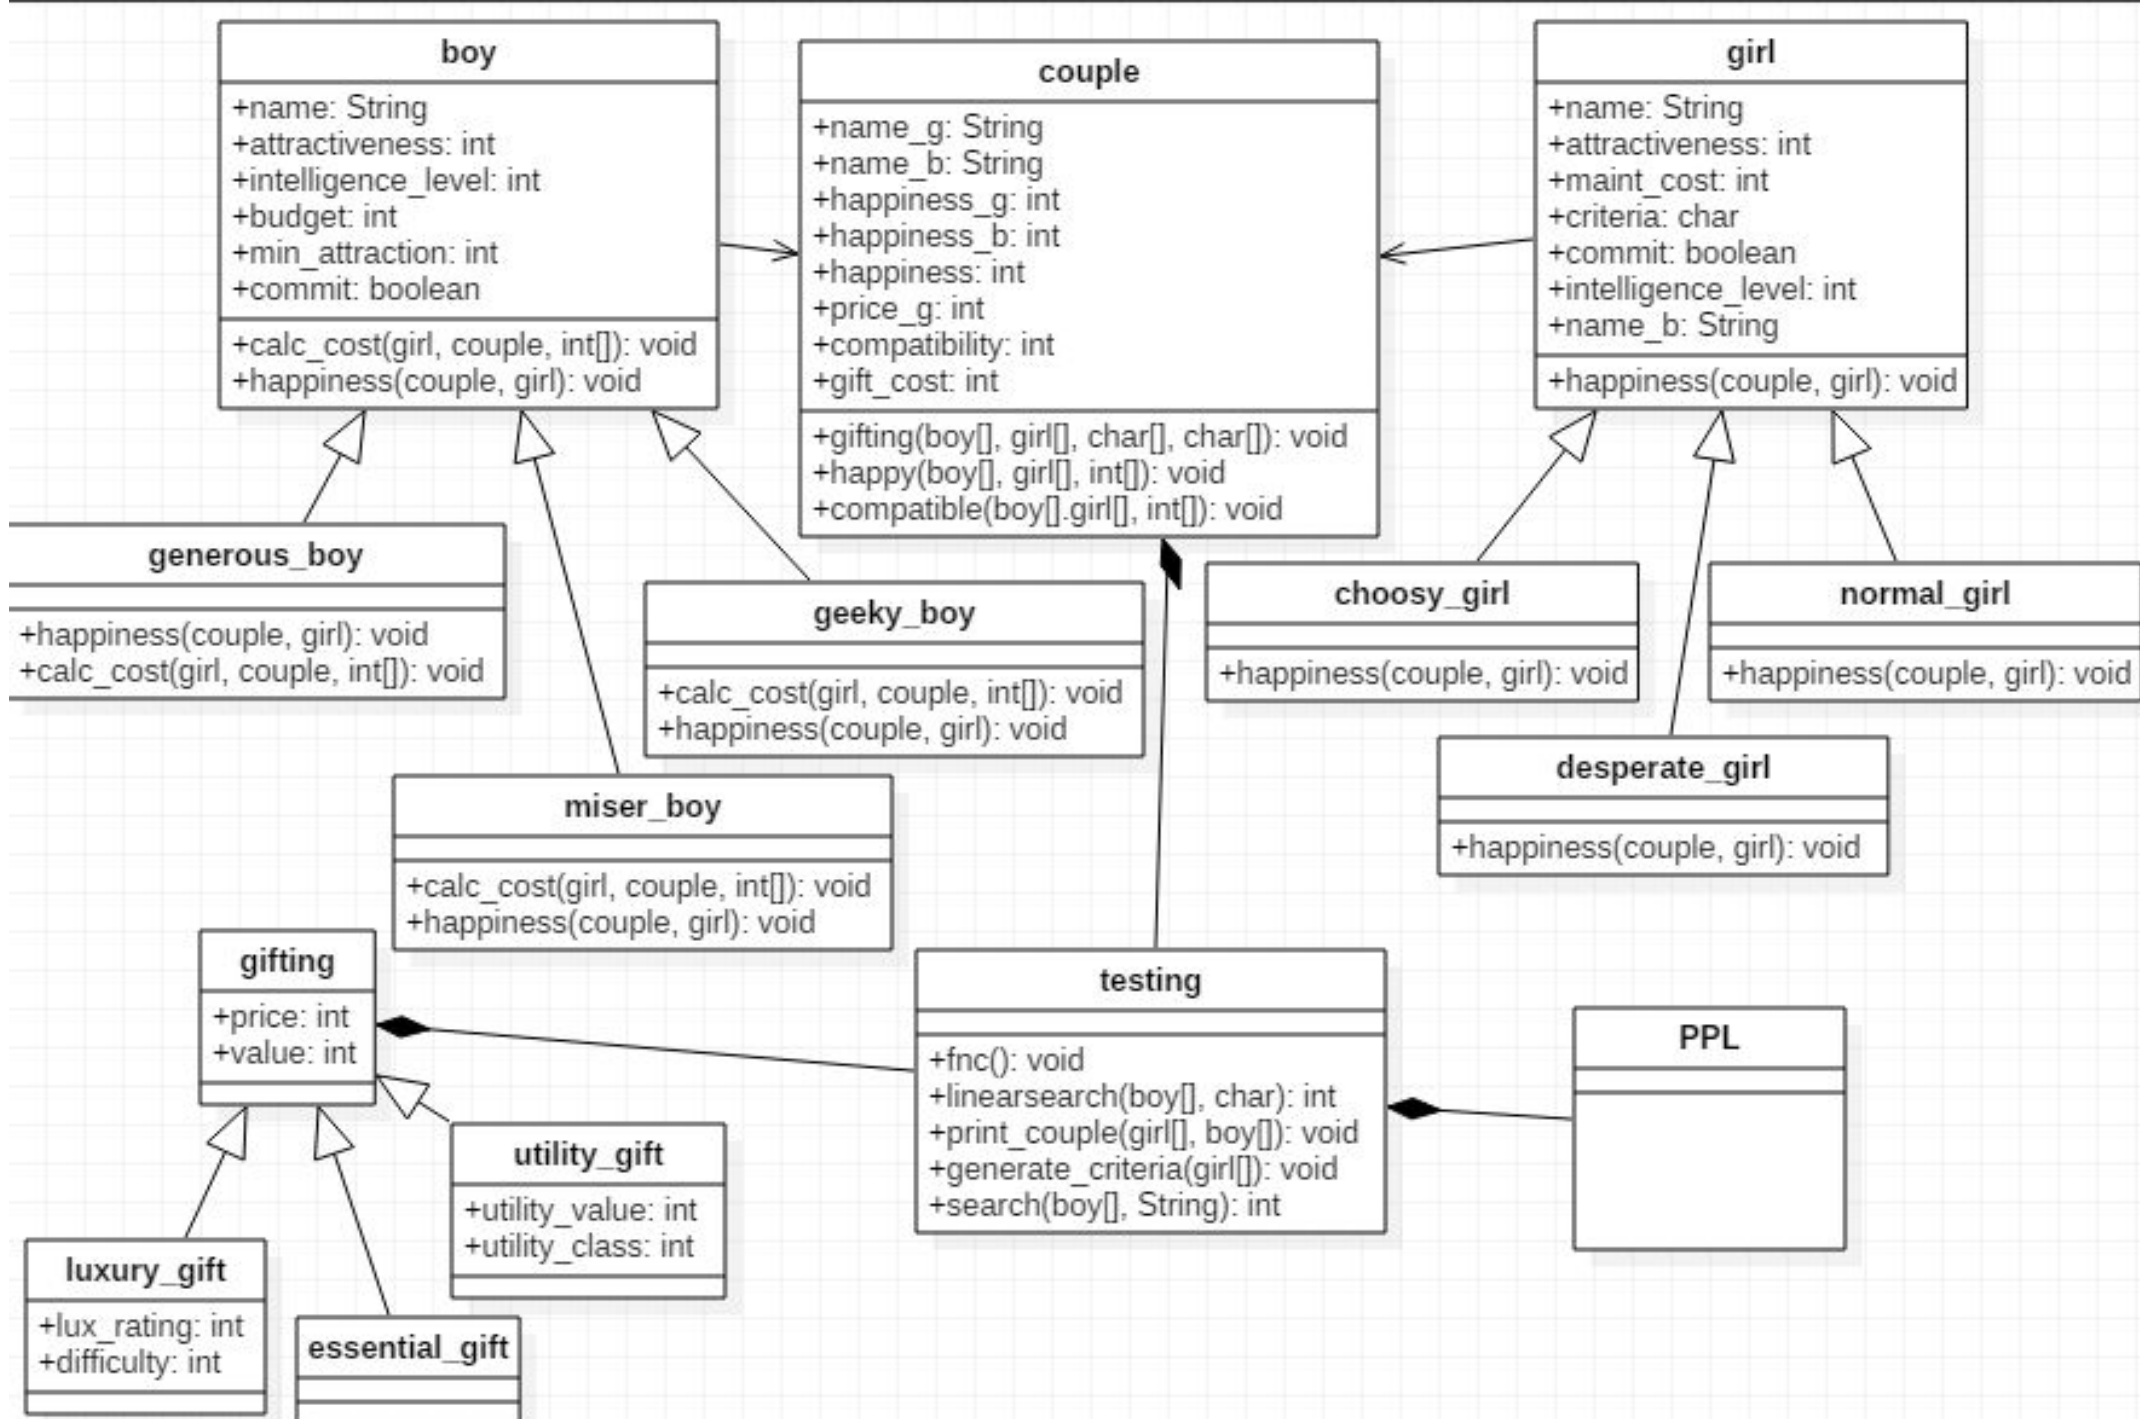 boy
+name: String
+attractiveness: int
+intelligence_level: int
+budget: int
+min_attraction: int
+commit: boolean
+calc_cost(girl, couple, int[]): void
+happiness(couple, girl): void
couple
+name_g: String
+name_b: String
+happiness_g: int
+happiness_b: int
+happiness: int
+price_g: int
+compatibility: int
+gift_cost: int
+gifting(boy[], girl[], char[], char[]): void
+happy(boy[], girl[], int[]): void
+compatible(boy[].girl[], int[]): void
girl
+name: String
+attractiveness: int
+maint_cost: int
+criteria: char
+commit: boolean
+intelligence_level: int
+name_b: String
+happiness(couple, girl): void
generous_boy
+happiness(couple, girl): void
+calc_cost(girl, couple, int[]): void
geeky_boy
+calc_cost(girl, couple, int[]): void
+happiness(couple, girl): void
choosy_girl
+happiness(couple, girl): void
normal_girl
+happiness(couple, girl): void
miser_boy
+calc_cost(girl, couple, int[]): void
+happiness(couple, girl): void
desperate_girl
+happiness(couple, girl): void
gifting
+price: int
+value: int
testing
+fnc(): void
+linearsearch(boy[], char): int
+print_couple(girl[], boy[]): void
+generate_criteria(girl[]): void
+search(boy[], String): int
PPL
utility_gift
+utility_value: int
+utility_class: int
luxury_gift
+lux_rating: int
+difficulty: int
essential_gift